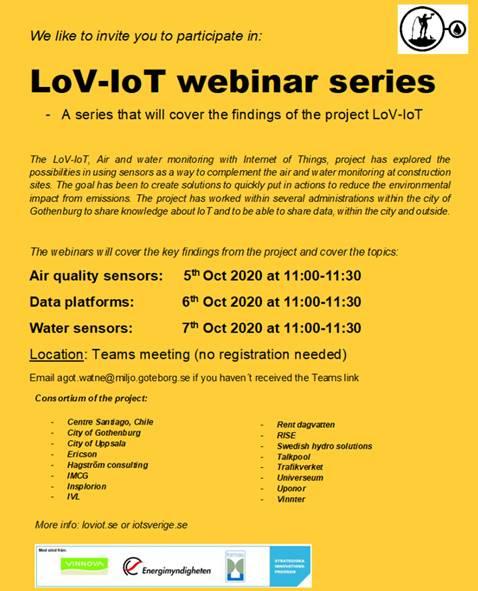 We like to invite you to participate in:
LoV-IoT webinar series
- A series that will cover the findings of the project LoV-IoT
The LoV-IoT, Air and water monitoring with Internet of Things, project has explored the
possibilities in using sensors as a way to complement the air and water monitoring at construction
sites. The goal has been to create solutions to quickly put in actions to reduce the environmental
impact from emissions. The project has worked within several administrations within the city of
Gothenburg to share knowledge about IoT and to be able to share data, within the city and outside.
The webinars will cover the key findings from the project and cover the topics:
Air quality sensors: 5th Oct 2020 at 11:00-11:30
Data platforms: 6th Oct 2020 at 11:00-11:30
Water sensors: 7th Oct 2020 at 11:00-11:30
Location: Teams meeting (no registration needed)
Email agot.watne@miljo.goteborg.se if you haven´t received the Teams link
Consortium of the project:
- Centre Santiago, Chile
- City of Gothenburg
- City of Uppsala
- Ericson
- Hagström consulting
- IMCG
- Insplorion
- IVL
- Rent dagvatten
- RISE
- Swedish hydro solutions
- Talkpool
- Trafikverket
- Universeum
- Uponor
- Vinnter
More info: loviot.se or iotsverige.se
Med stöd från:
VINNOVA
Energimyndigheten
STRATEGISKA
INNOVATIONS-
PROGRAM